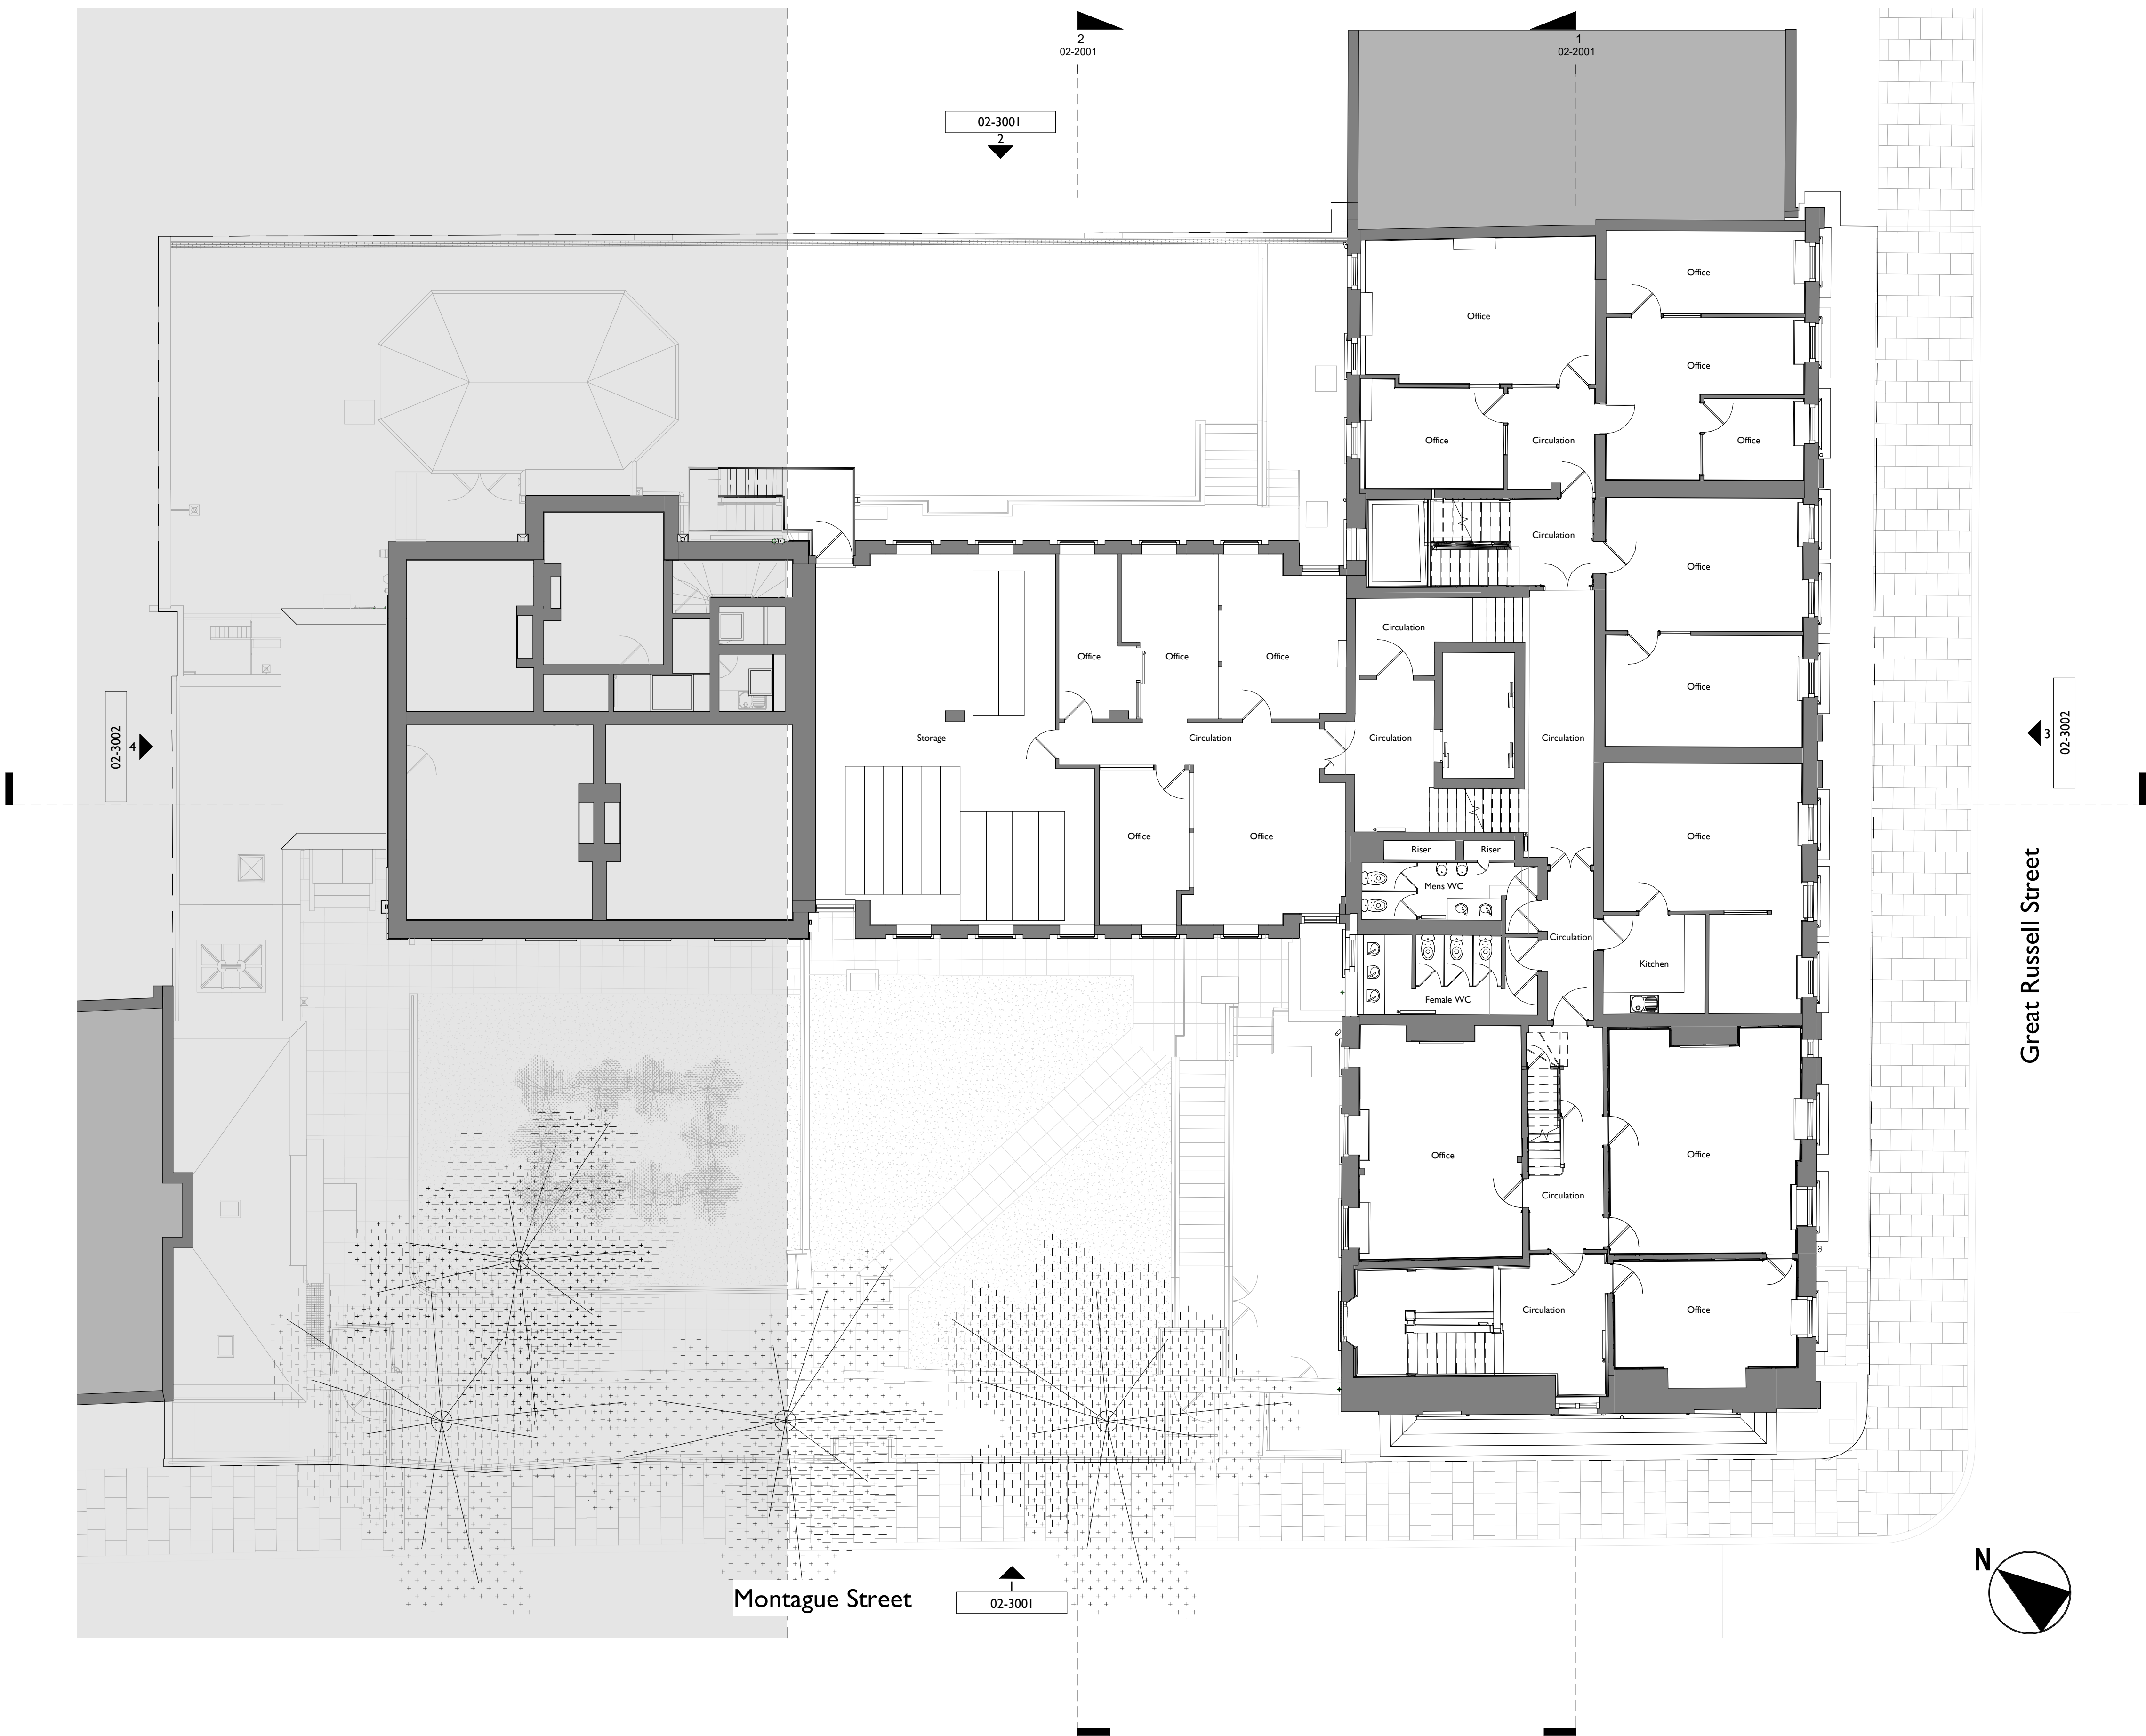 2
02-2001
1
02-2001
02-3001
2
Office
Office
Office
Office
Circulation
Office
Circulation
Office
Circulation
Office
Office
Office
Office
Storage
Circulation
Circulation
Circulation
02-3002
4
3
02-3002
Office
Office
Office
Riser
Riser
Mens WC
Circulation
Kitchen
Female WC
Great Russell Street
Office
Office
Circulation
Circulation
Office
N
Montague Street
1
02-3001